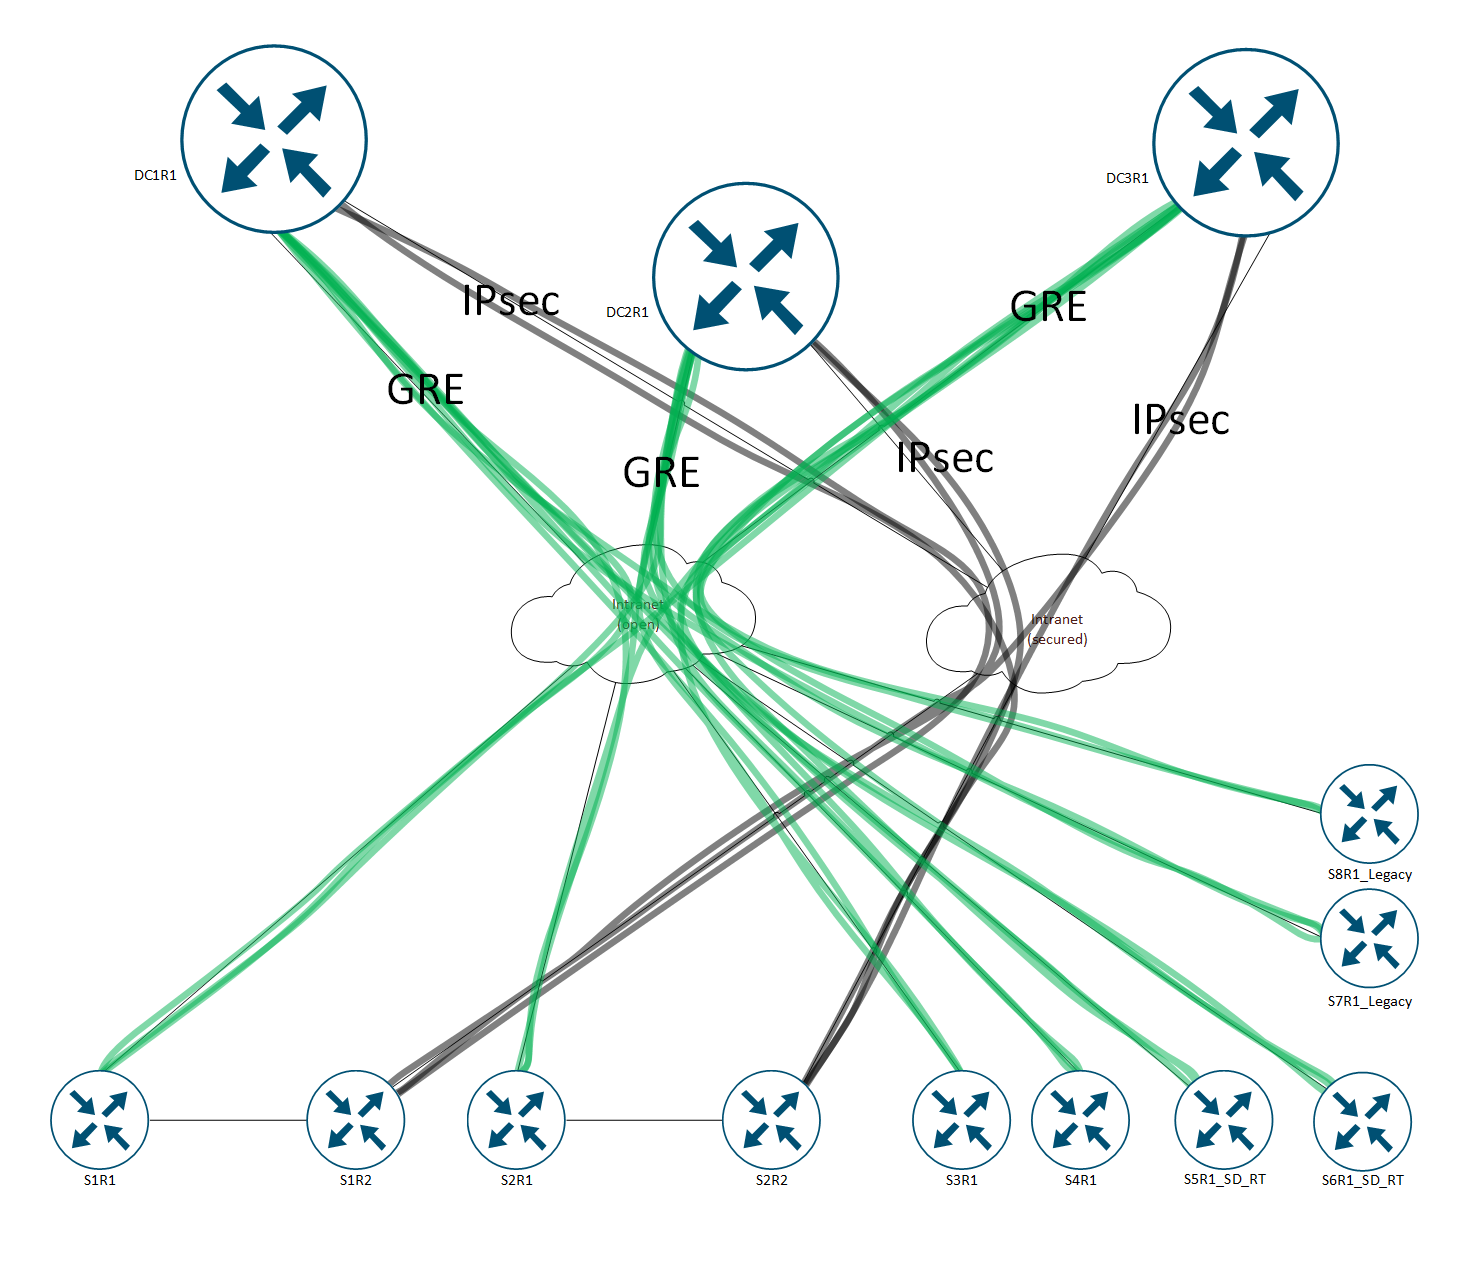 DC1R1
DC3R1
IPsec
DC2R1
GRE
GRE
IPsec
GRE
IPsec
Intranet
(open)
Intranet
(secured)
S8R1_Legacy
S7R1_Legacy
S1R1
S1R2
S2R1
S2R2
S3R1
S4R1
S5R1_SD_RT
S6R1_SD_RT